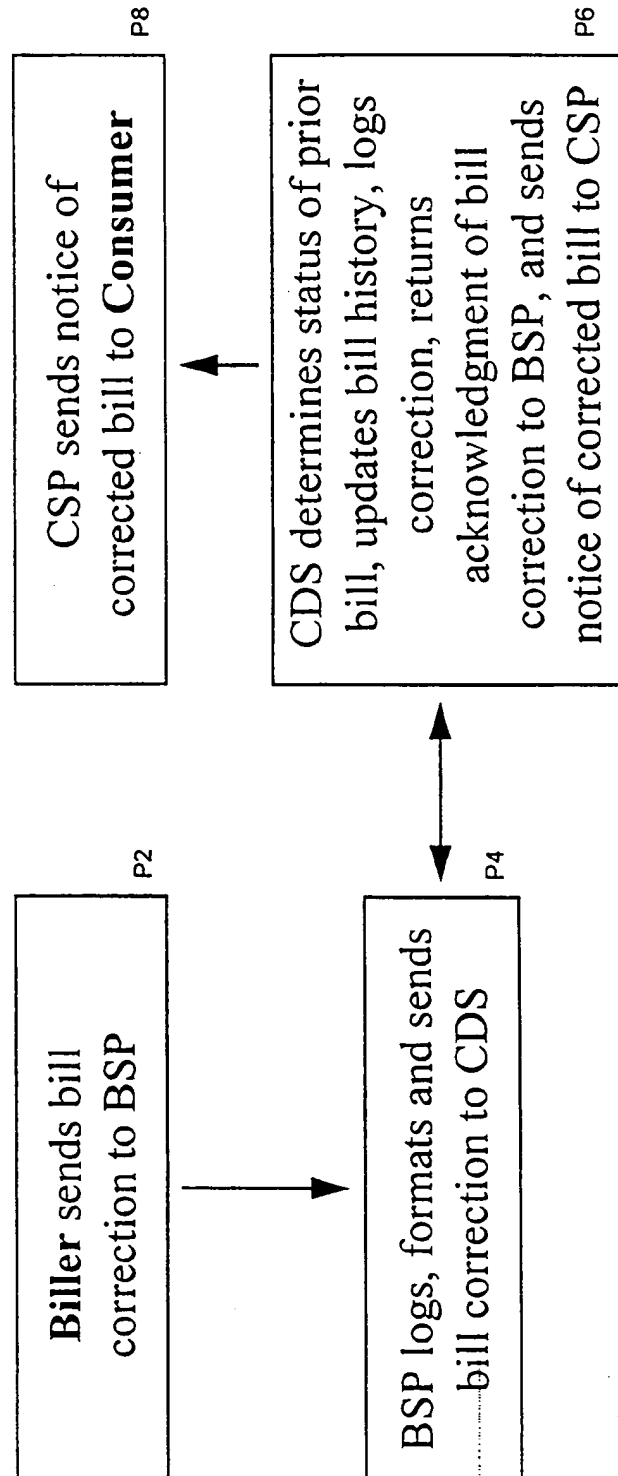 Biller sends bill
correction to BSP
P2
BSP logs, formats and sends
bill correction to CDS
P4
CDS determines status of prior
bill, updates bill history, logs
correction, returns
acknowledgment of bill
correction to BSP, and sends
notice of corrected bill to CSP
P6
CSP sends notice of
corrected bill to Consumer
P8